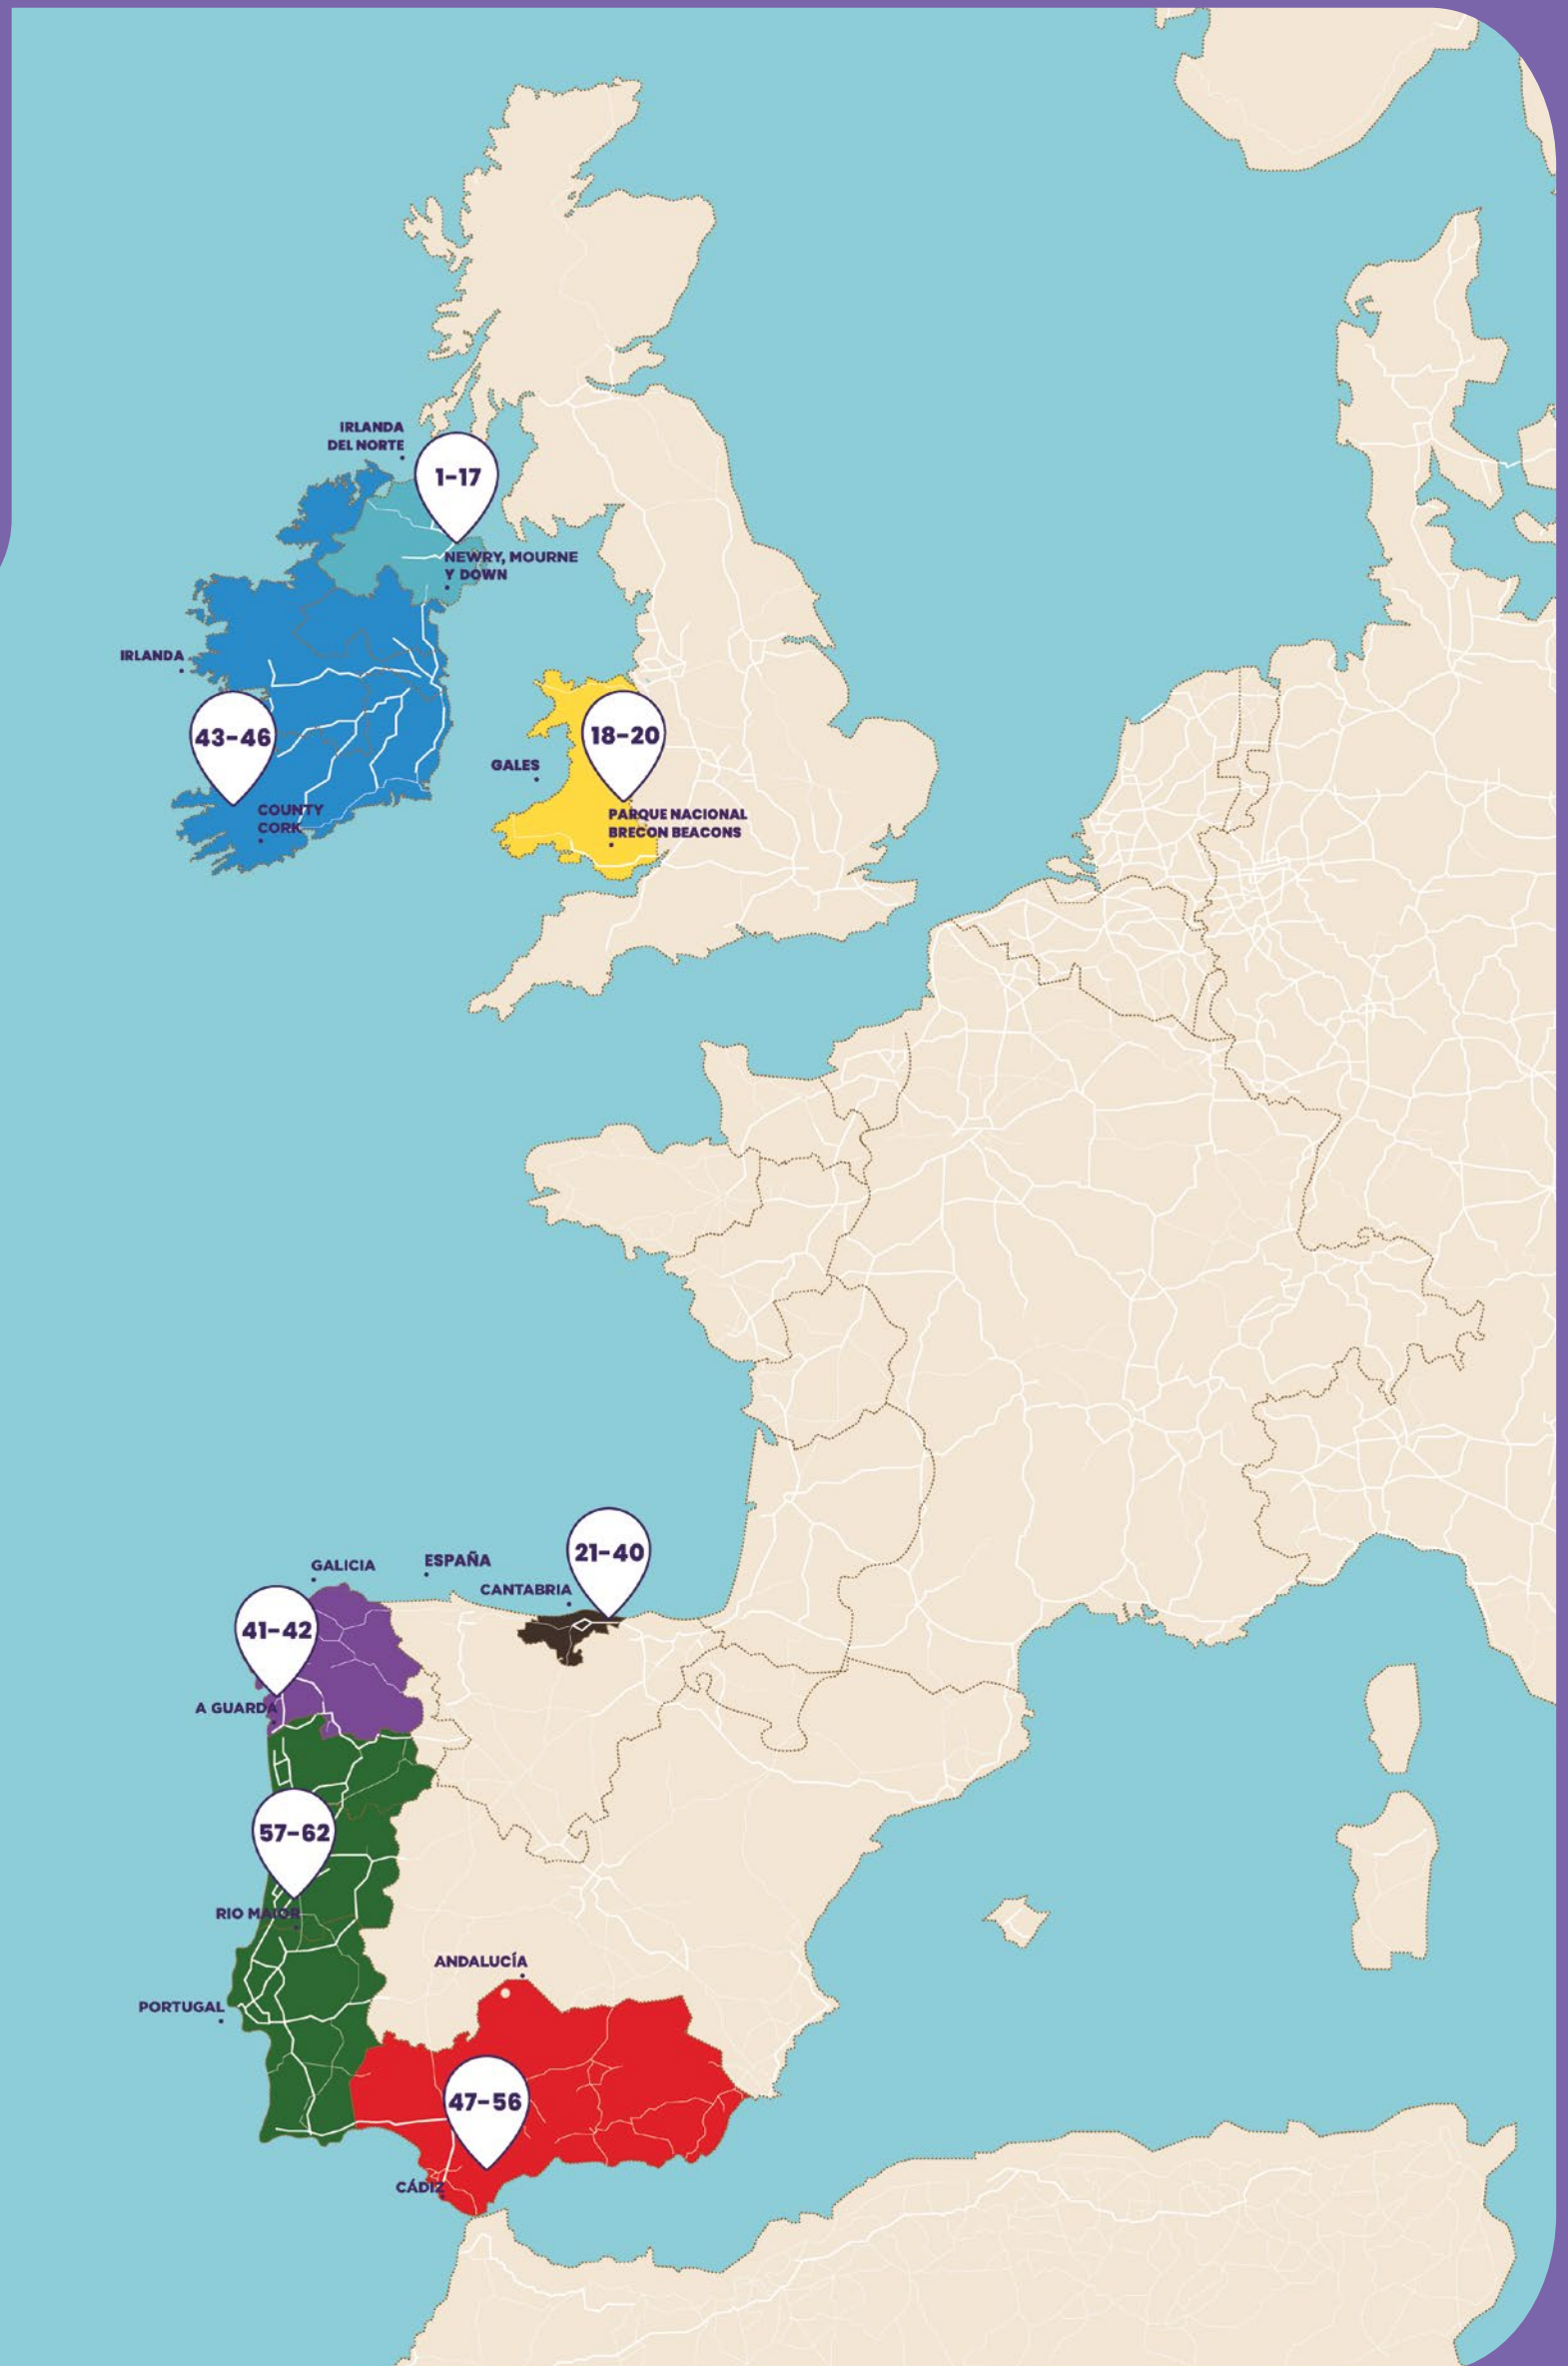 IRLANDA
DEL NORTE
1-17
NEWRY, MOURNE
Y DOWN
IRLANDA
43-46
COUNTY
CORK
18-20
GALES
PARQUE NACIONAL
BRECON BEACONS
21-40
GALICIA
ESPAÑA
CANTABRIA
41-42
A GUARDA
57-62
RIO MAIOR
ANDALUCÍA
PORTUGAL
47-56
CÁDIZ